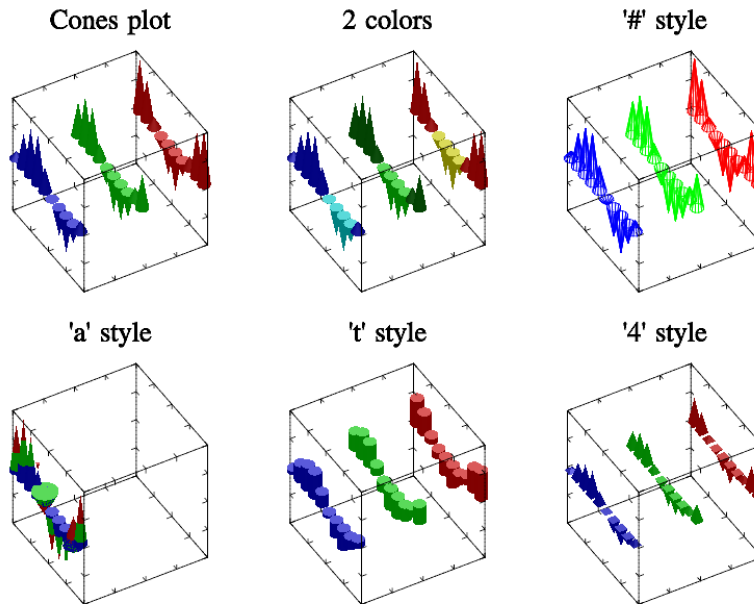 Cones plot
2 colors
'#' style
'a' style
't' style
'4' style